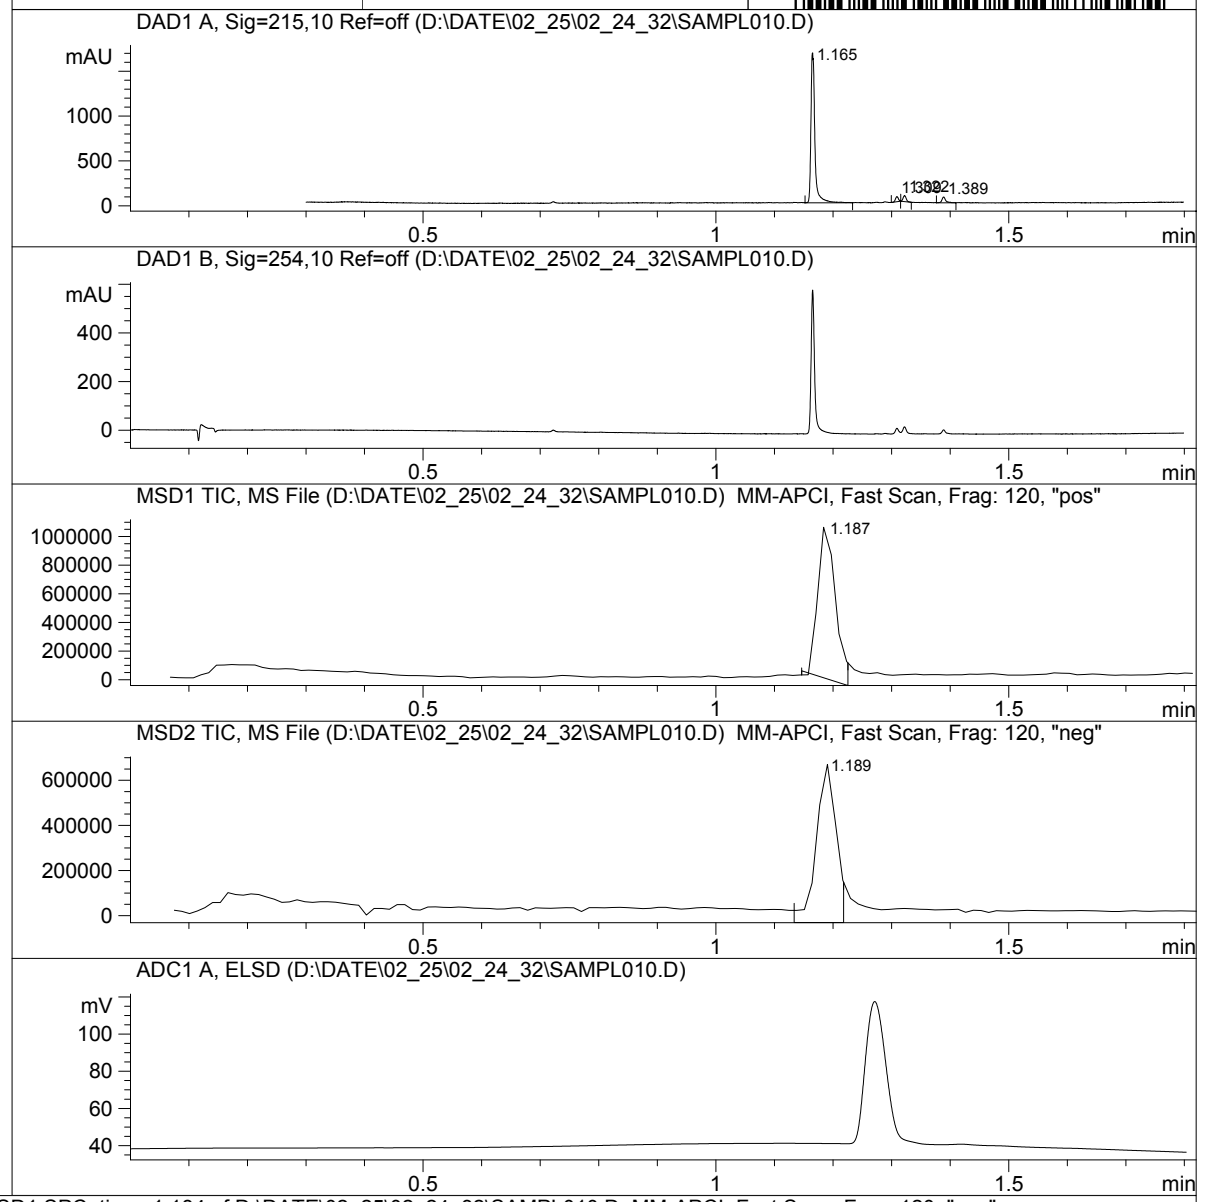 DAD1 A, Sig=215,10 Ref=off (D:\DATE\02_25\02_24_32\SAMPL010.D)
mAU
1.165
1000
500
1.309
1.322
1.389
0
0.5 1 1.5 min
DAD1 B, Sig=254,10 Ref=off (D:\DATE\02_25\02_24_32\SAMPL010.D)
mAU
400
200
0
0.5 1 1.5 min
MSD1 TIC, MS File (D:\DATE\02_25\02_24_32\SAMPL010.D) MM-APCI, Fast Scan, Frag: 120, "pos"
1.187
1000000
800000
600000
400000
200000
0
0.5 1 1.5 min
MSD2 TIC, MS File (D:\DATE\02_25\02_24_32\SAMPL010.D) MM-APCI, Fast Scan, Frag: 120, "neg"
1.189
600000
400000
200000
0
0.5 1 1.5 min
ADC1 A, ELSD (D:\DATE\02_25\02_24_32\SAMPL010.D)
mV
100
80
60
40
0.5 1 1.5 min